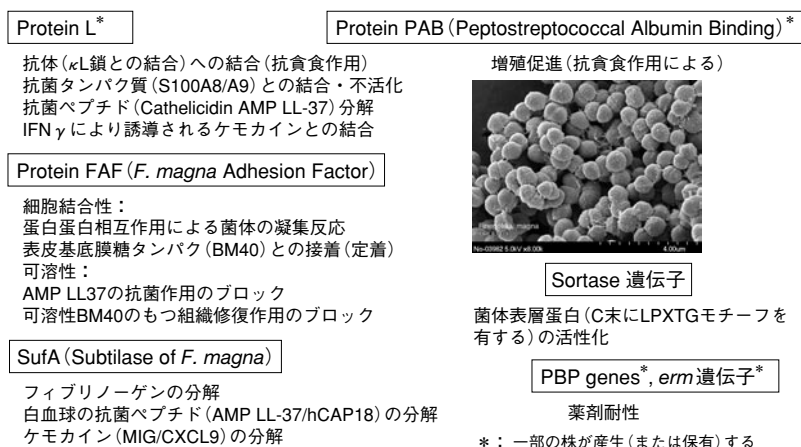 Protein L*
抗体(κL鎖との結合)への結合(抗貪食作用)
抗菌タンパク質(S100A8/A9)との結合・不活化
抗菌ペプチド(Cathelicidin AMP LL-37)分解
IFNγにより誘導されるケモカインとの結合
Protein FAF(F. magna Adhesion Factor)
細胞結合性:
蛋白蛋白相互作用による菌体の凝集反応
表皮基底膜糖タンパク(BM40)との接着(定着)
可溶性:
AMP LL37の抗菌作用のブロック
可溶性BM40のもつ組織修復作用のブロック
SufA(Subtilase of F. magna)
フィブリノーゲンの分解
白血球の抗菌ペプチド(AMP LL-37/hCAP18)の分解
ケモカイン(MIG/CXCL9)の分解
Protein PAB(Peptostreptococcal Albumin Binding)*
増殖促進(抗貪食作用による)
magna
No-03962 5.0kV x8.00k 4.00um
Sortase 遺伝子
菌体表層蛋白(C末にLPXTGモチーフを
有する)の活性化
PBP genes*, erm遺伝子*
薬剤耐性
*:一部の株が産生(または保有)する